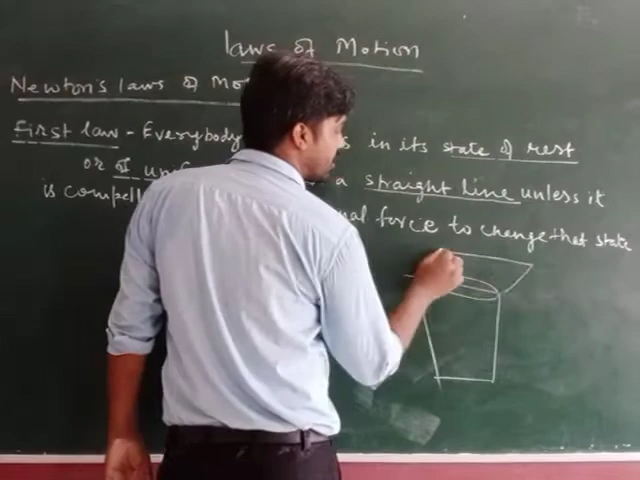 Laws of Motion
Newton's laws of Mo
First law - Everybody s in its state of rest
or of unif a straight line unless it
is compell nal force to change that state